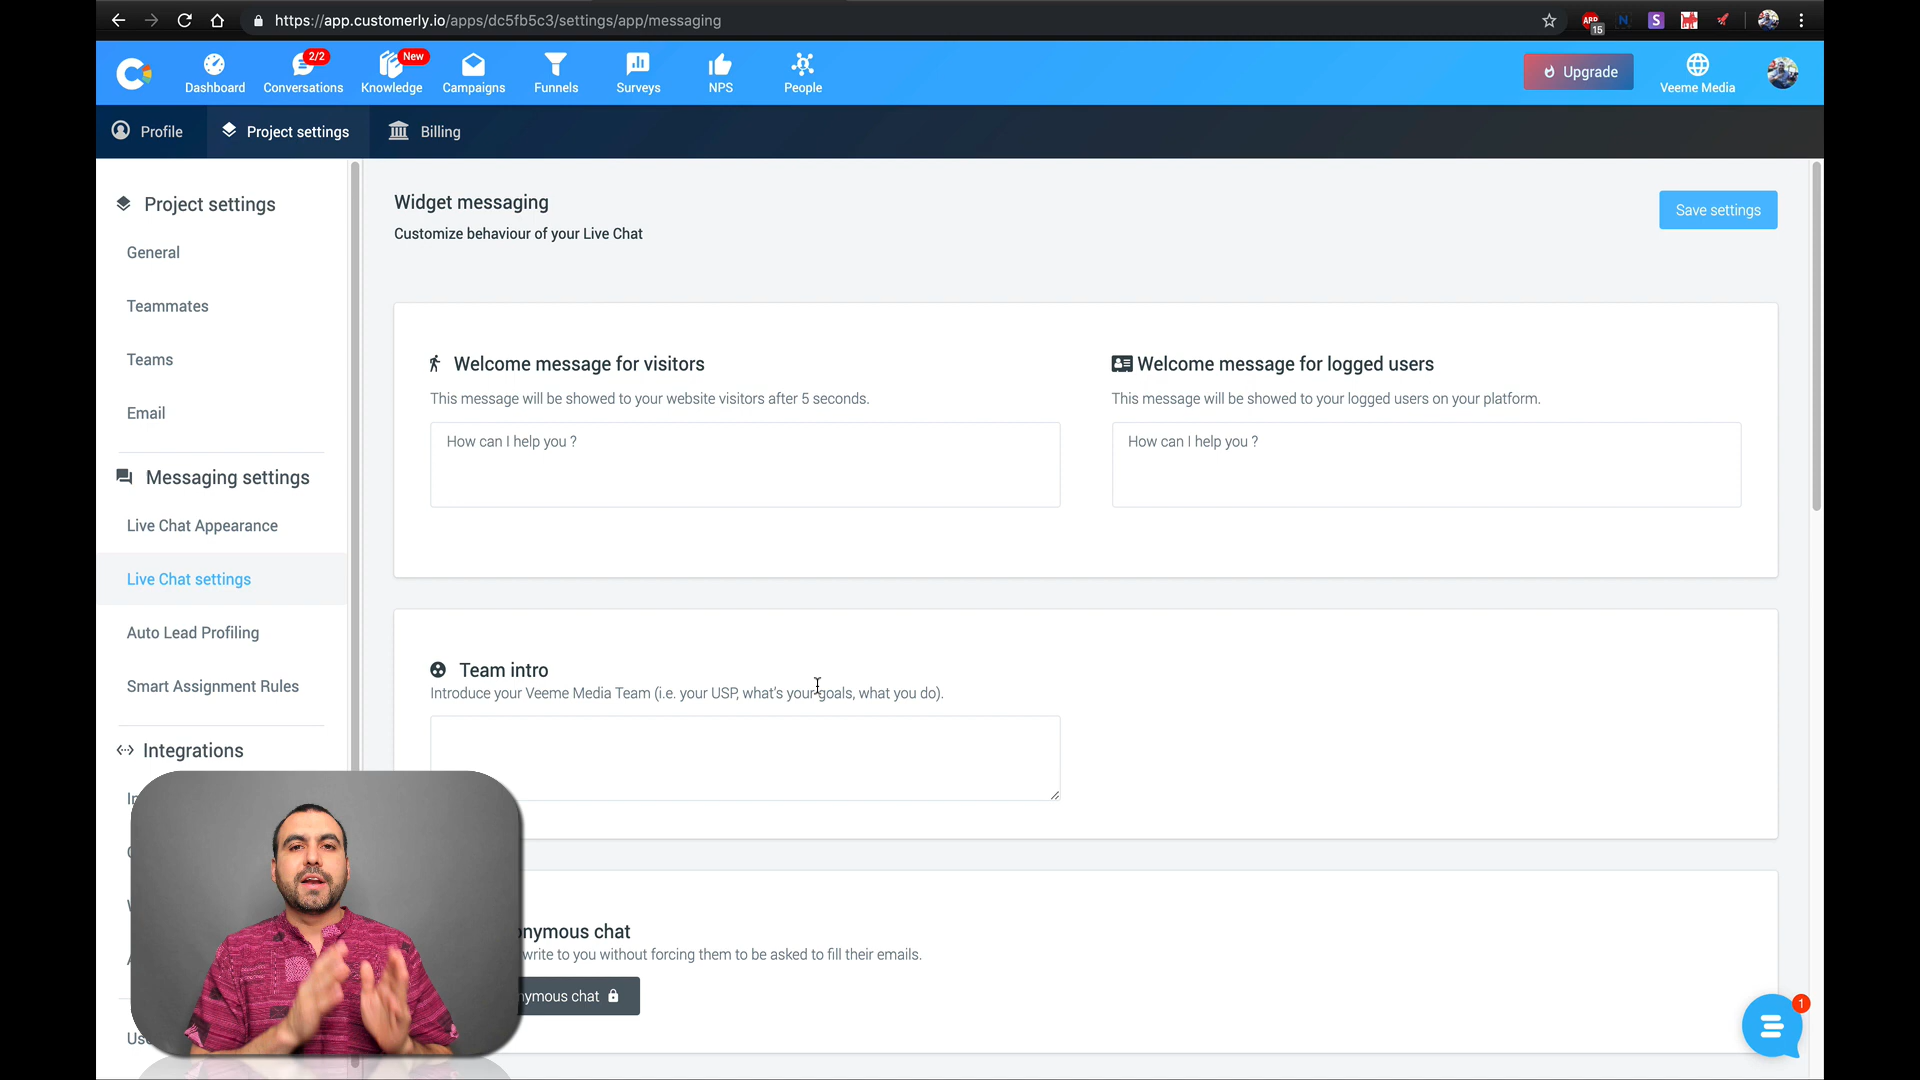 https://app.customerly.io/apps/dc5fb5c3/settings/app/messaging
ABP
15
N
S
Dashboard
2/2
Conversations
New
Knowledge
Campaigns
Funnels
Surveys
NPS
People
Upgrade
Veeme Media
Profile
Project settings
Billing
Project settings
General
Teammates
Teams
Email
Messaging settings
Live Chat Appearance
Live Chat settings
Auto Lead Profiling
Smart Assignment Rules
Integrations
Widget messaging
Customize behaviour of your Live Chat
Save settings
Welcome message for visitors
This message will be showed to your website visitors after 5 seconds.
How can I help you ?
Welcome message for logged users
This message will be showed to your logged users on your platform.
How can I help you ?
Team intro
Introduce your Veeme Media Team (i.e. your USP, what's your goals, what you do).
nymous chat
write to you without forcing them to be asked to fill their emails.
ymous chat
1